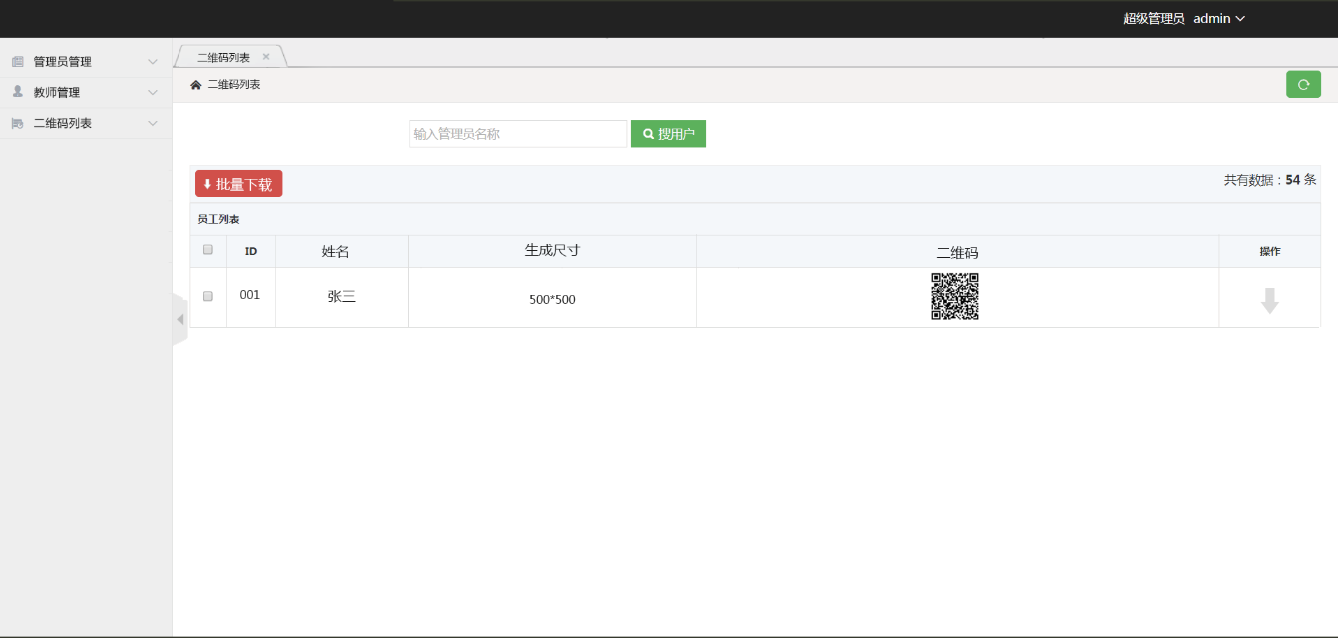 超级管理员 admin
管理员管理
教师管理
二维码列表
二维码列表 ×
二维码列表
输入管理员名称 搜用户
批量下载 共有数据：54 条
员工列表
ID 姓名 生成尺寸 二维码 操作
001 张三 500*500